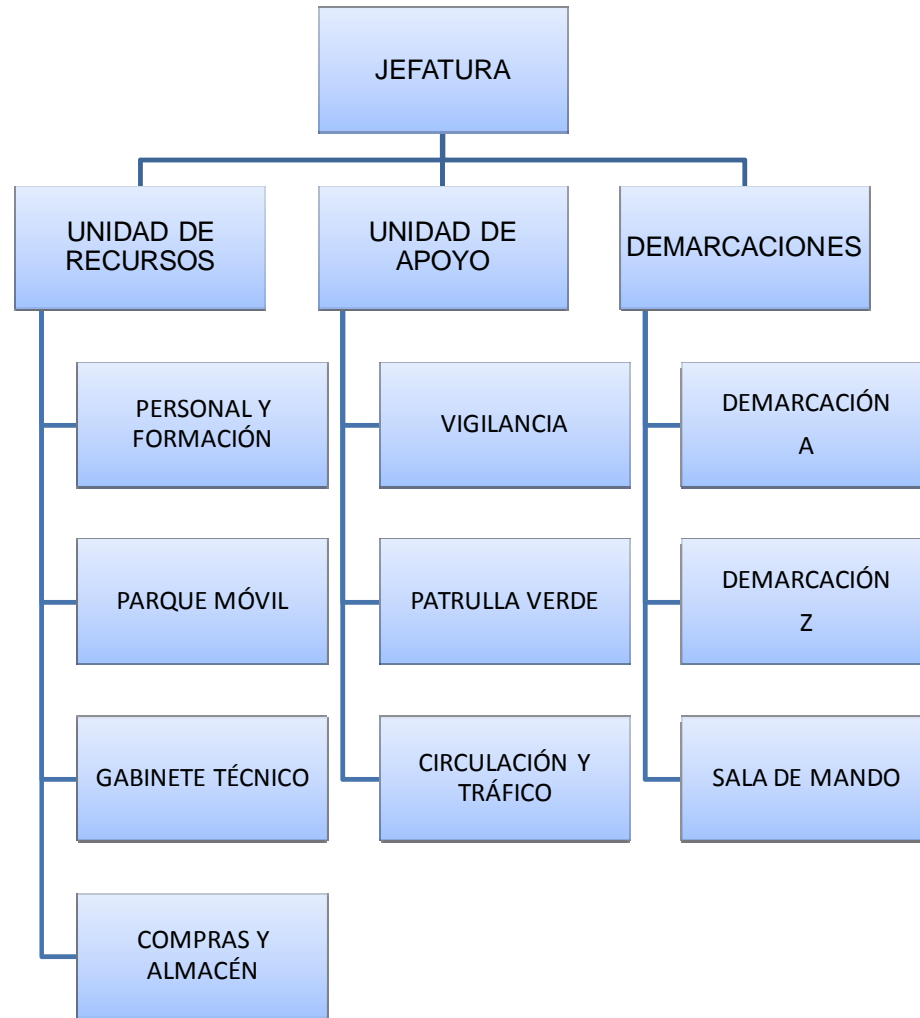 JEFATURA
UNIDAD DE
RECURSOS
PERSONAL Y
FORMACIÓN
PARQUE MÓVIL
GABINETE TÉCNICO
COMPRAS Y
ALMACÉN
UNIDAD DE
APOYO
VIGILANCIA
PATRULLA VERDE
CIRCULACIÓN Y
TRÁFICO
DEMARCACIONES
DEMARCACIÓN
A
DEMARCACIÓN
Z
SALA DE MANDO